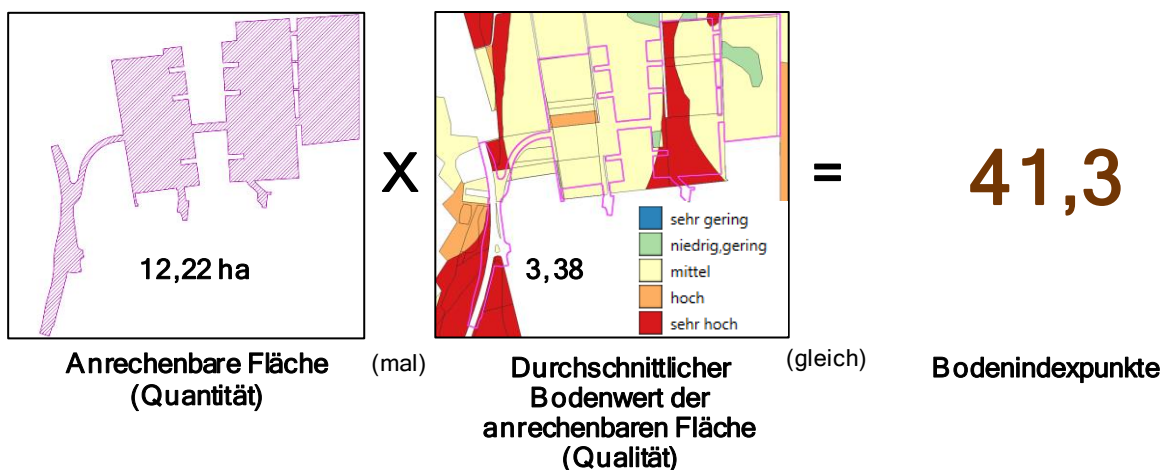 12,22 ha
X
sehr gering
niedrig,gering
mittel
hoch
sehr hoch
3,38
=
41,3
Anrechenbare Fläche
(Quantität)
(mal)
Durchschnittlicher
Bodenwert der
anrechenbaren Fläche
(Qualität)
(gleich)
Bodenindexpunkte